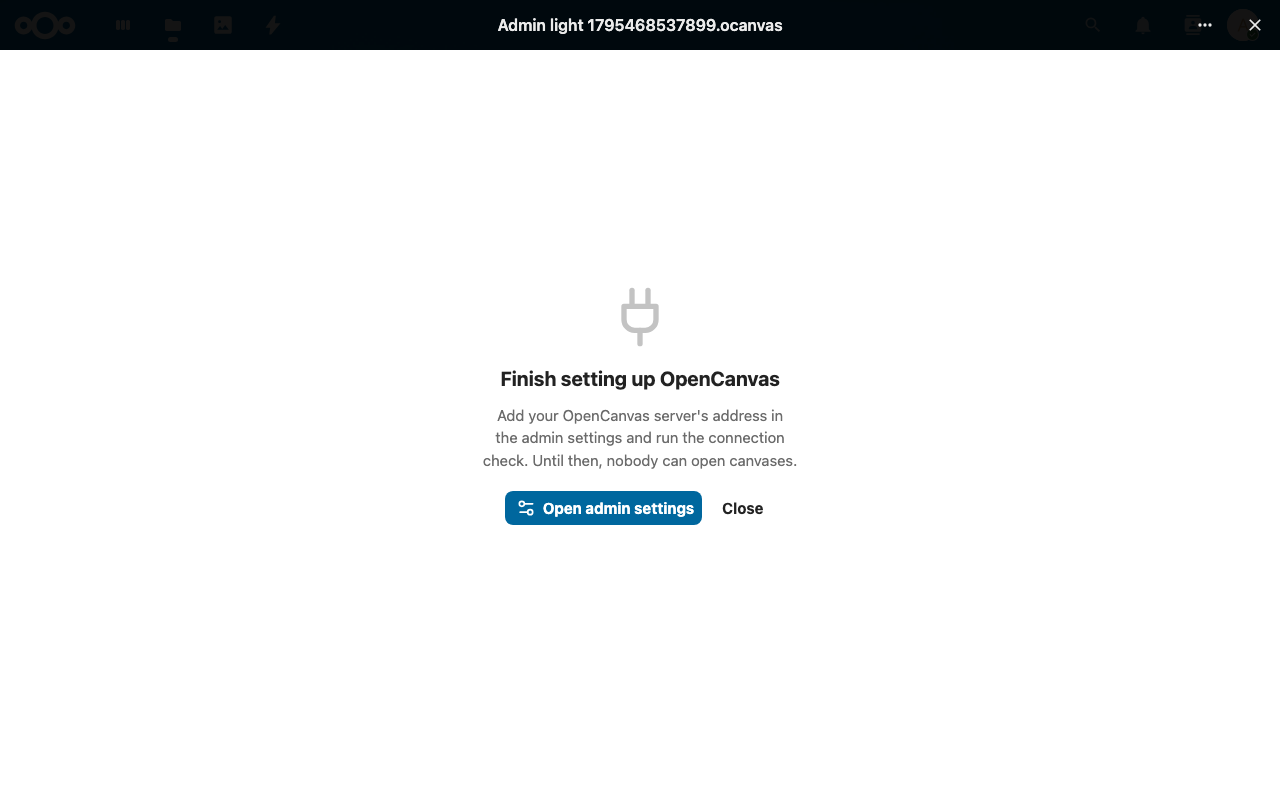 Admin light 1795468537899.ocanvas
Finish setting up OpenCanvas
Add your OpenCanvas server's address in
the admin settings and run the connection
check. Until then, nobody can open canvases.
Open admin settings
Close